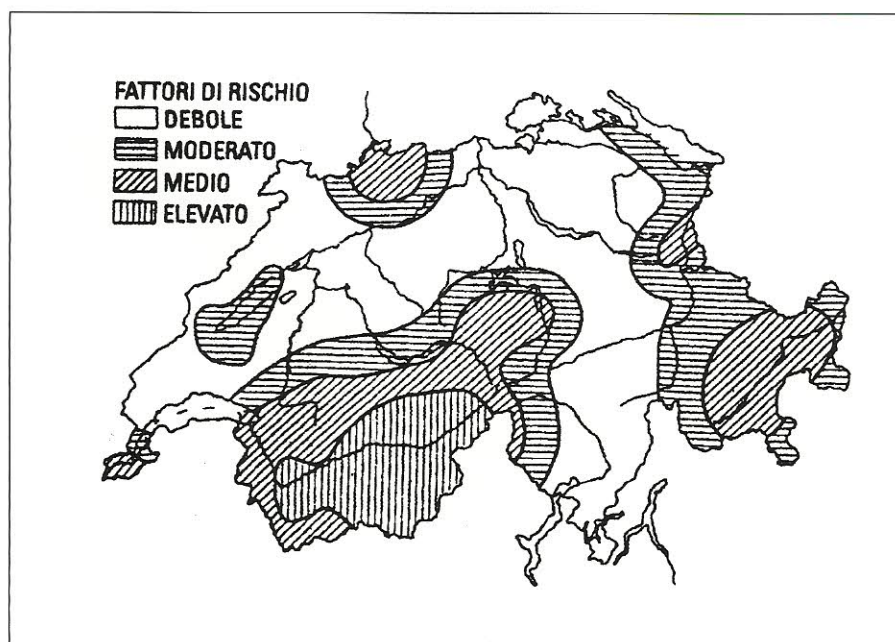 FATTORI DI RISCHIO
DEBOLE
MODERATO
MEDIO
ELEVATO